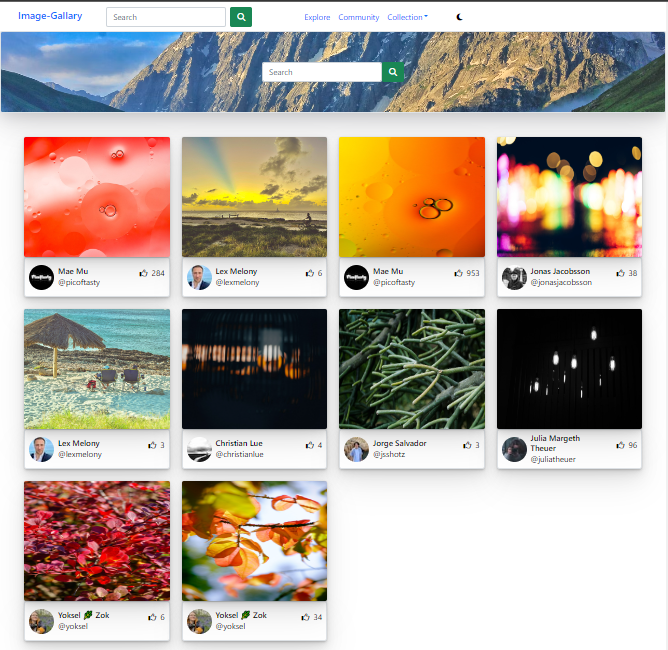 Image-Gallary
Search
Explore
Community
Collection
Search
Mae Mu
284
@picoftasty
Lex Melony
6
@lexmelony
Mae Mu
953
@picoftasty
Jonas Jacobsson
38
@jonasjacobsson
Lex Melony
3
@lexmelony
Christian Lue
4
@christianlue
Jorge Salvador
3
@jsshotz
Julia Margeth
Theuer
96
@juliatheuer
Yoksel 🌿 Zok
6
@yoksel
Yoksel 🌿 Zok
34
@yoksel